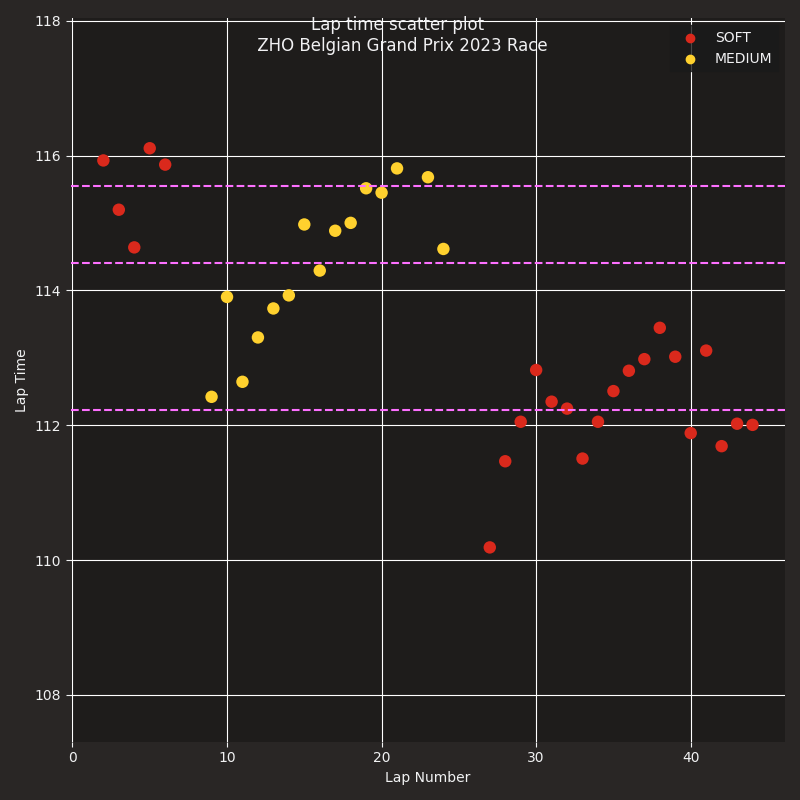 Lap time scatter plot
ZHO Belgian Grand Prix 2023 Race
SOFT
MEDIUM
118
116
114
112
110
108
Lap Time
0 10 20 30 40
Lap Number